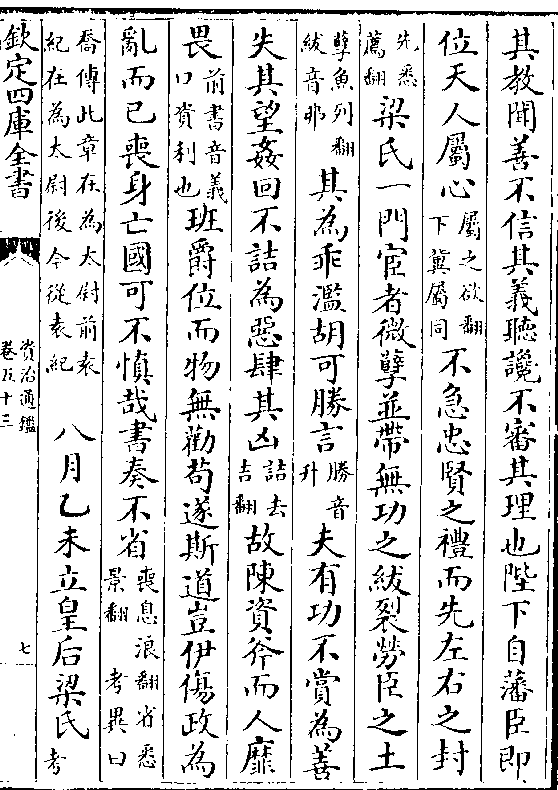 其教聞善不信其義聽讒不審其理也陛下自藩臣即
位天人屬心屬之欲翻下冀屬同不急忠賢之禮而先左右之封
先悉薦翻梁氏一門宦者微孽並帶無功之紱裂勞臣之土
孽魚列翻紱音弗其為乖濫胡可勝言勝音升夫有功不賞為善
失其望姦回不詰為惡肆其凶詰去吉翻故陳資斧而人靡
畏前書音義口資利也班爵位而物無勸苟遂斯道豈伊傷政為
亂而已喪身亡國可不慎哉書奏不省喪息浪翻省悉景翻考異曰
喬傳此章在為太尉前袁紀在為太尉後今從袁紀八月乙未立皇后梁氏考
欽定四庫全書
資治通鑑
卷五十三
七